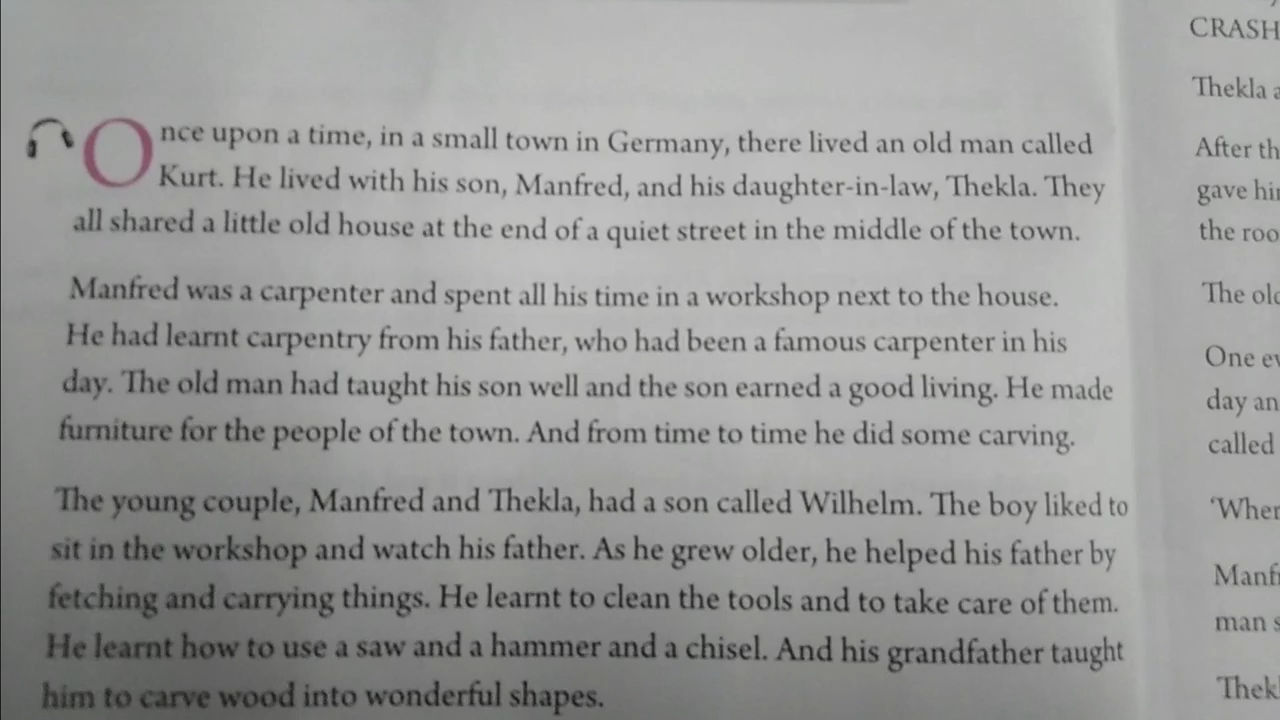 Once upon a time, in a small town in Germany, there lived an old man called
Kurt. He lived with his son, Manfred, and his daughter-in-law, Thekla. They
all shared a little old house at the end of a quiet street in the middle of the town.
Manfred was a carpenter and spent all his time in a workshop next to the house.
He had learnt carpentry from his father, who had been a famous carpenter in his
day. The old man had taught his son well and the son earned a good living. He made
furniture for the people of the town. And from time to time he did some carving.
The young couple, Manfred and Thekla, had a son called Wilhelm. The boy liked to
sit in the workshop and watch his father. As he grew older, he helped his father by
fetching and carrying things. He learnt to clean the tools and to take care of them.
He learnt how to use a saw and a hammer and a chisel. And his grandfather taught
him to carve wood into wonderful shapes.
CRASH
Thekla
After
gave
the
The
One
day
called
man